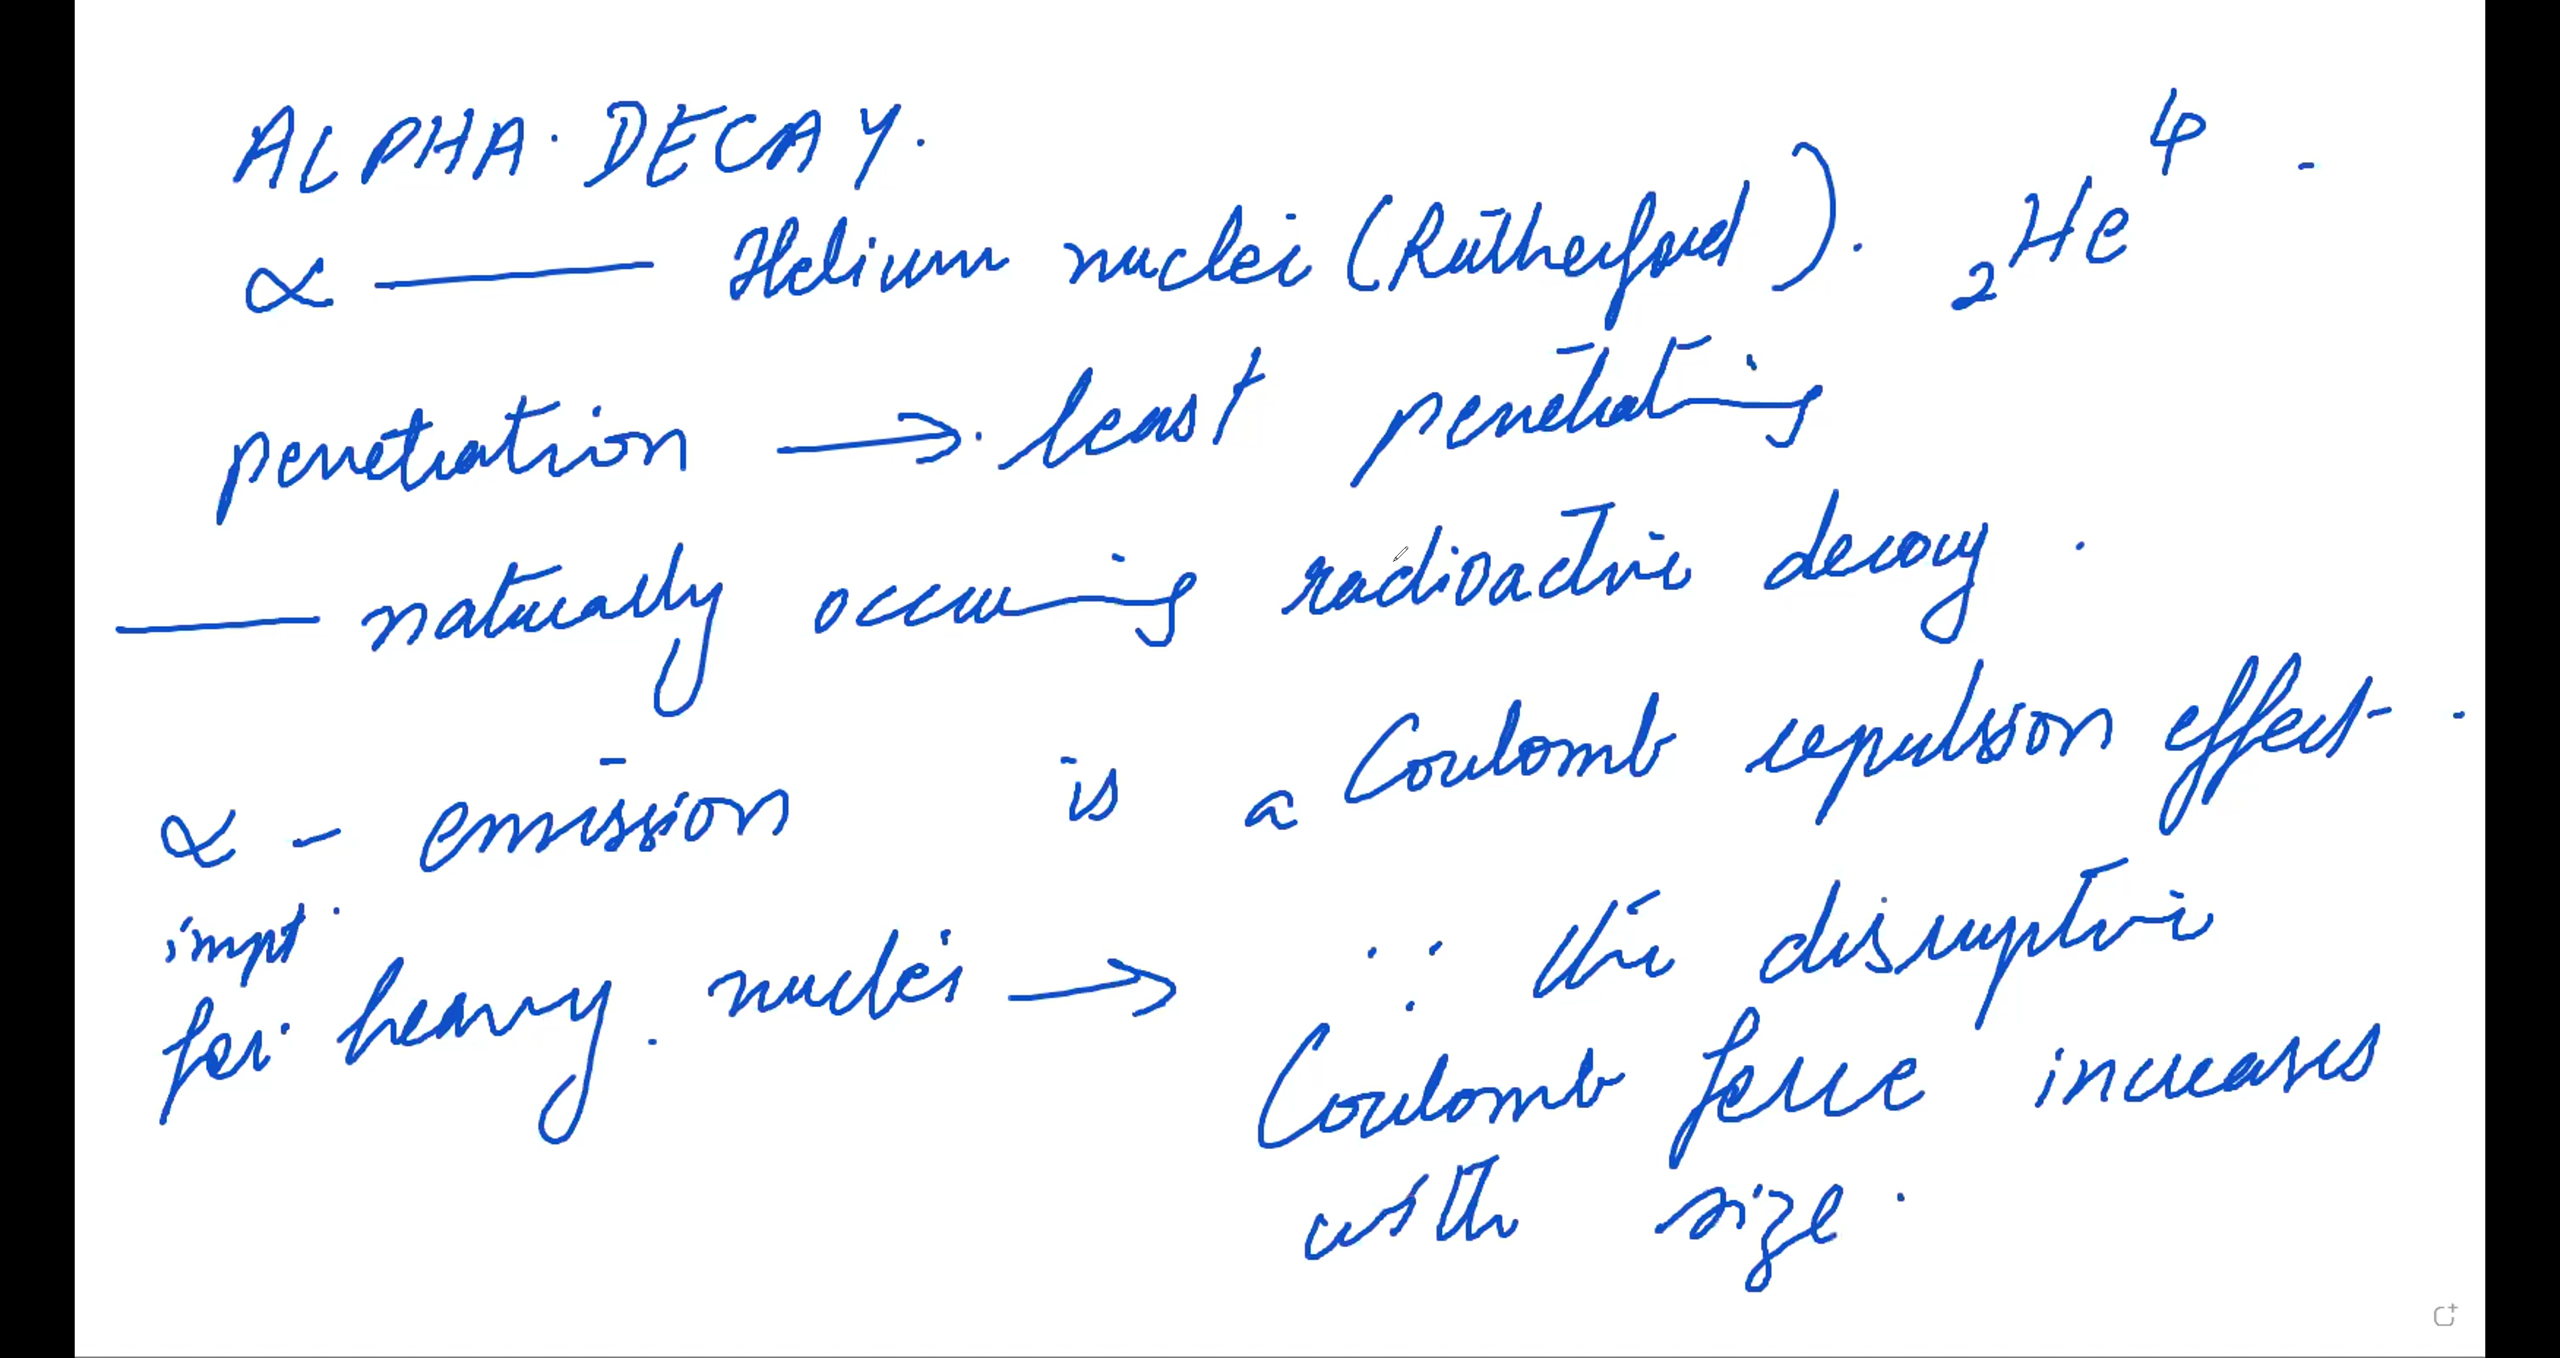 ALPHA DECAY.
α — Helium nuclei (Rutherford). ₂He⁴.
penetration → least penetrating
— naturally occuring radioactive decay.
α - emission is a Coulomb repulsion effect.
impt.
for heavy nuclei → ∵ the disruptive
Coulomb force increases
with size.